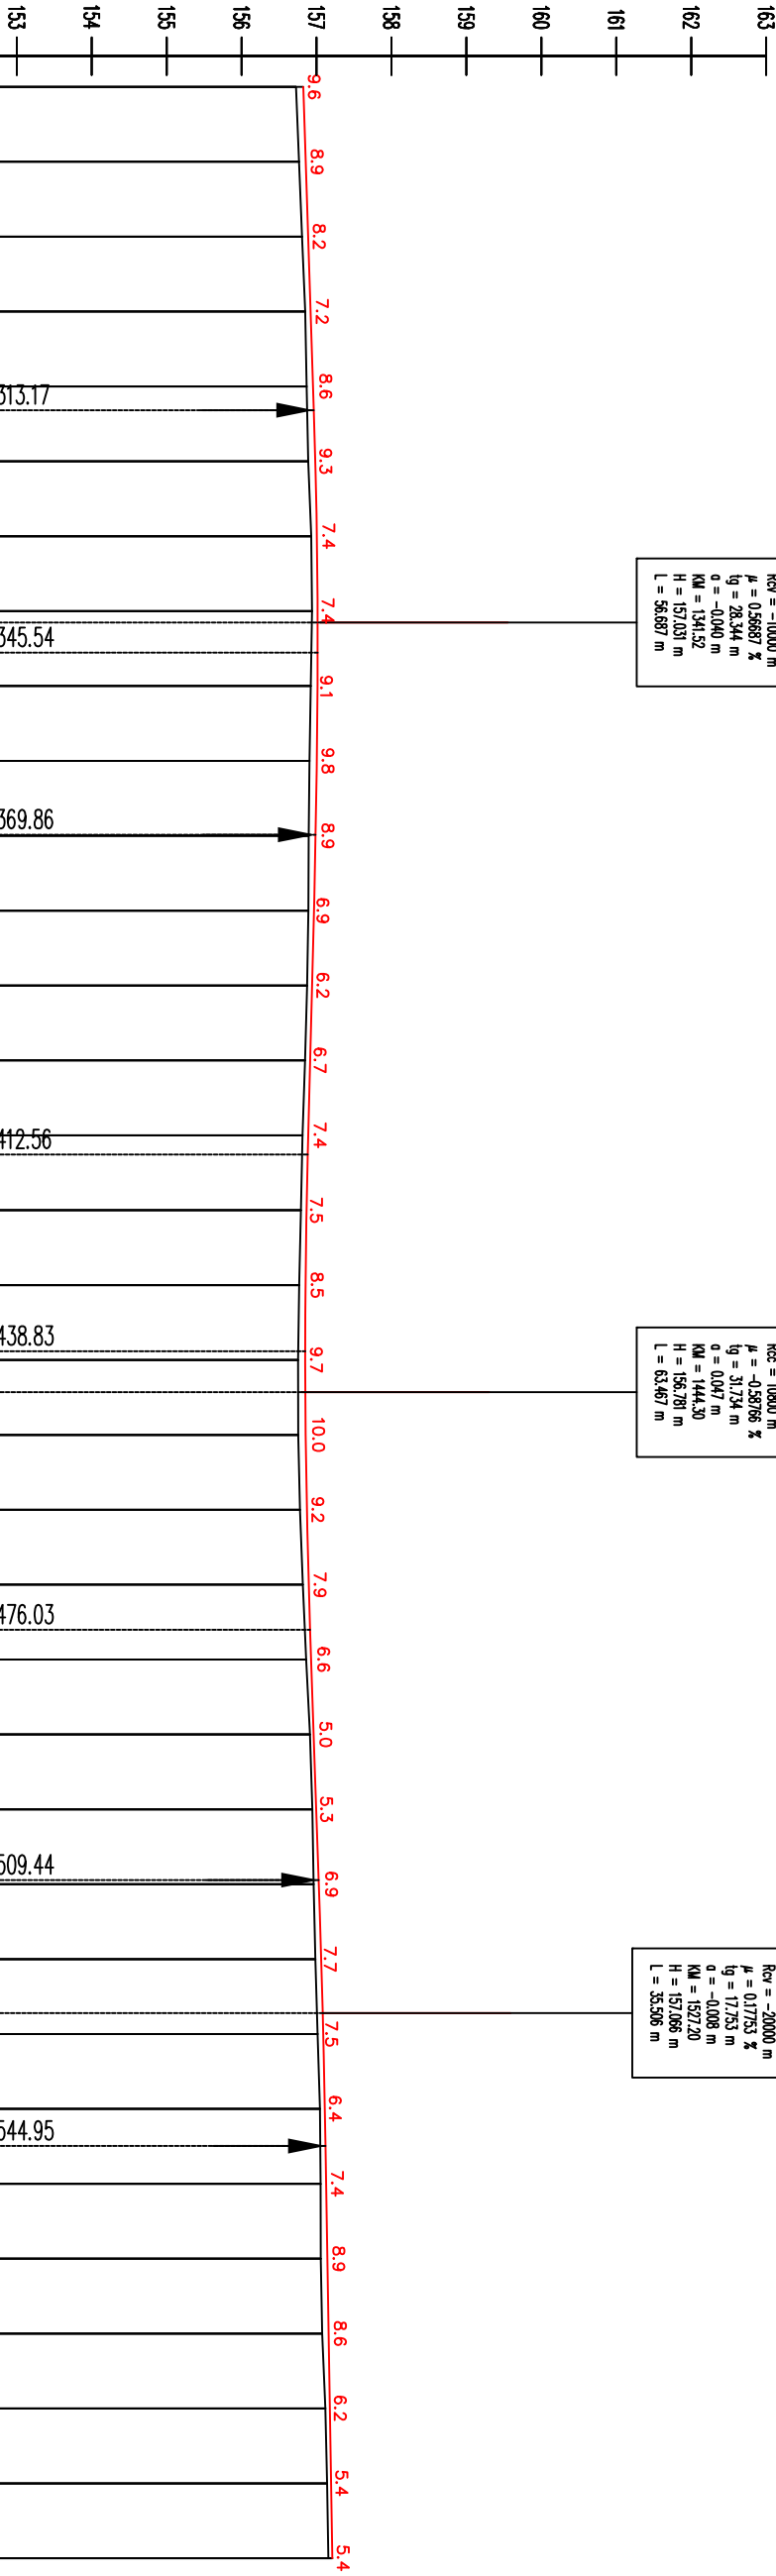 153
154
155
156
157
158
159
160
161
162
163
9.6
8.9
8.2
7.2
8.6
313.17
9.3
7.4
7.4
345.54
9.1
9.8
369.86
8.9
6.9
6.2
6.7
7.4
412.56
7.5
8.5
438.83
9.7
10.0
9.2
7.9
476.03
6.6
5.0
5.3
509.44
6.9
7.7
7.5
6.4
544.95
7.4
8.9
8.6
6.2
5.4
5.4
Rcv = -10000 m
μ = 0.56687 %
tg = 28.344 m
a = -0.040 m
KM = 1341.52
H = 157.031 m
L = 56.687 m
Rcc = 10800 m
μ = -0.58766 %
tg = 31.734 m
a = 0.047 m
KM = 1444.30
H = 156.781 m
L = 63.467 m
Rcv = -20000 m
μ = 0.17753 %
tg = 17.753 m
a = -0.008 m
KM = 1527.20
H = 157.066 m
L = 35.506 m